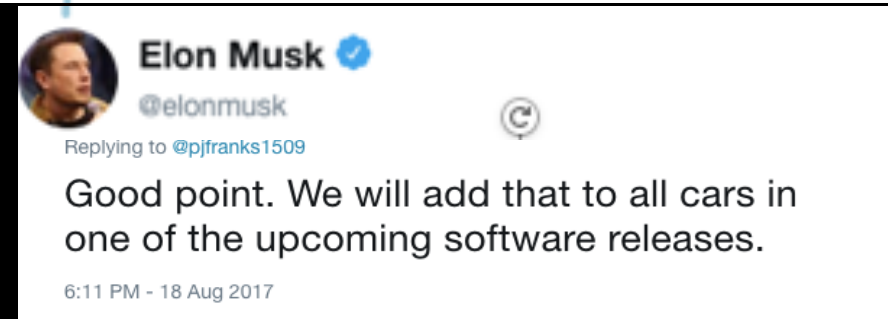 Elon Musk
@elonmusk
Replying to @pjfranks1509
Good point. We will add that to all cars in
one of the upcoming software releases.
6:11 PM - 18 Aug 2017